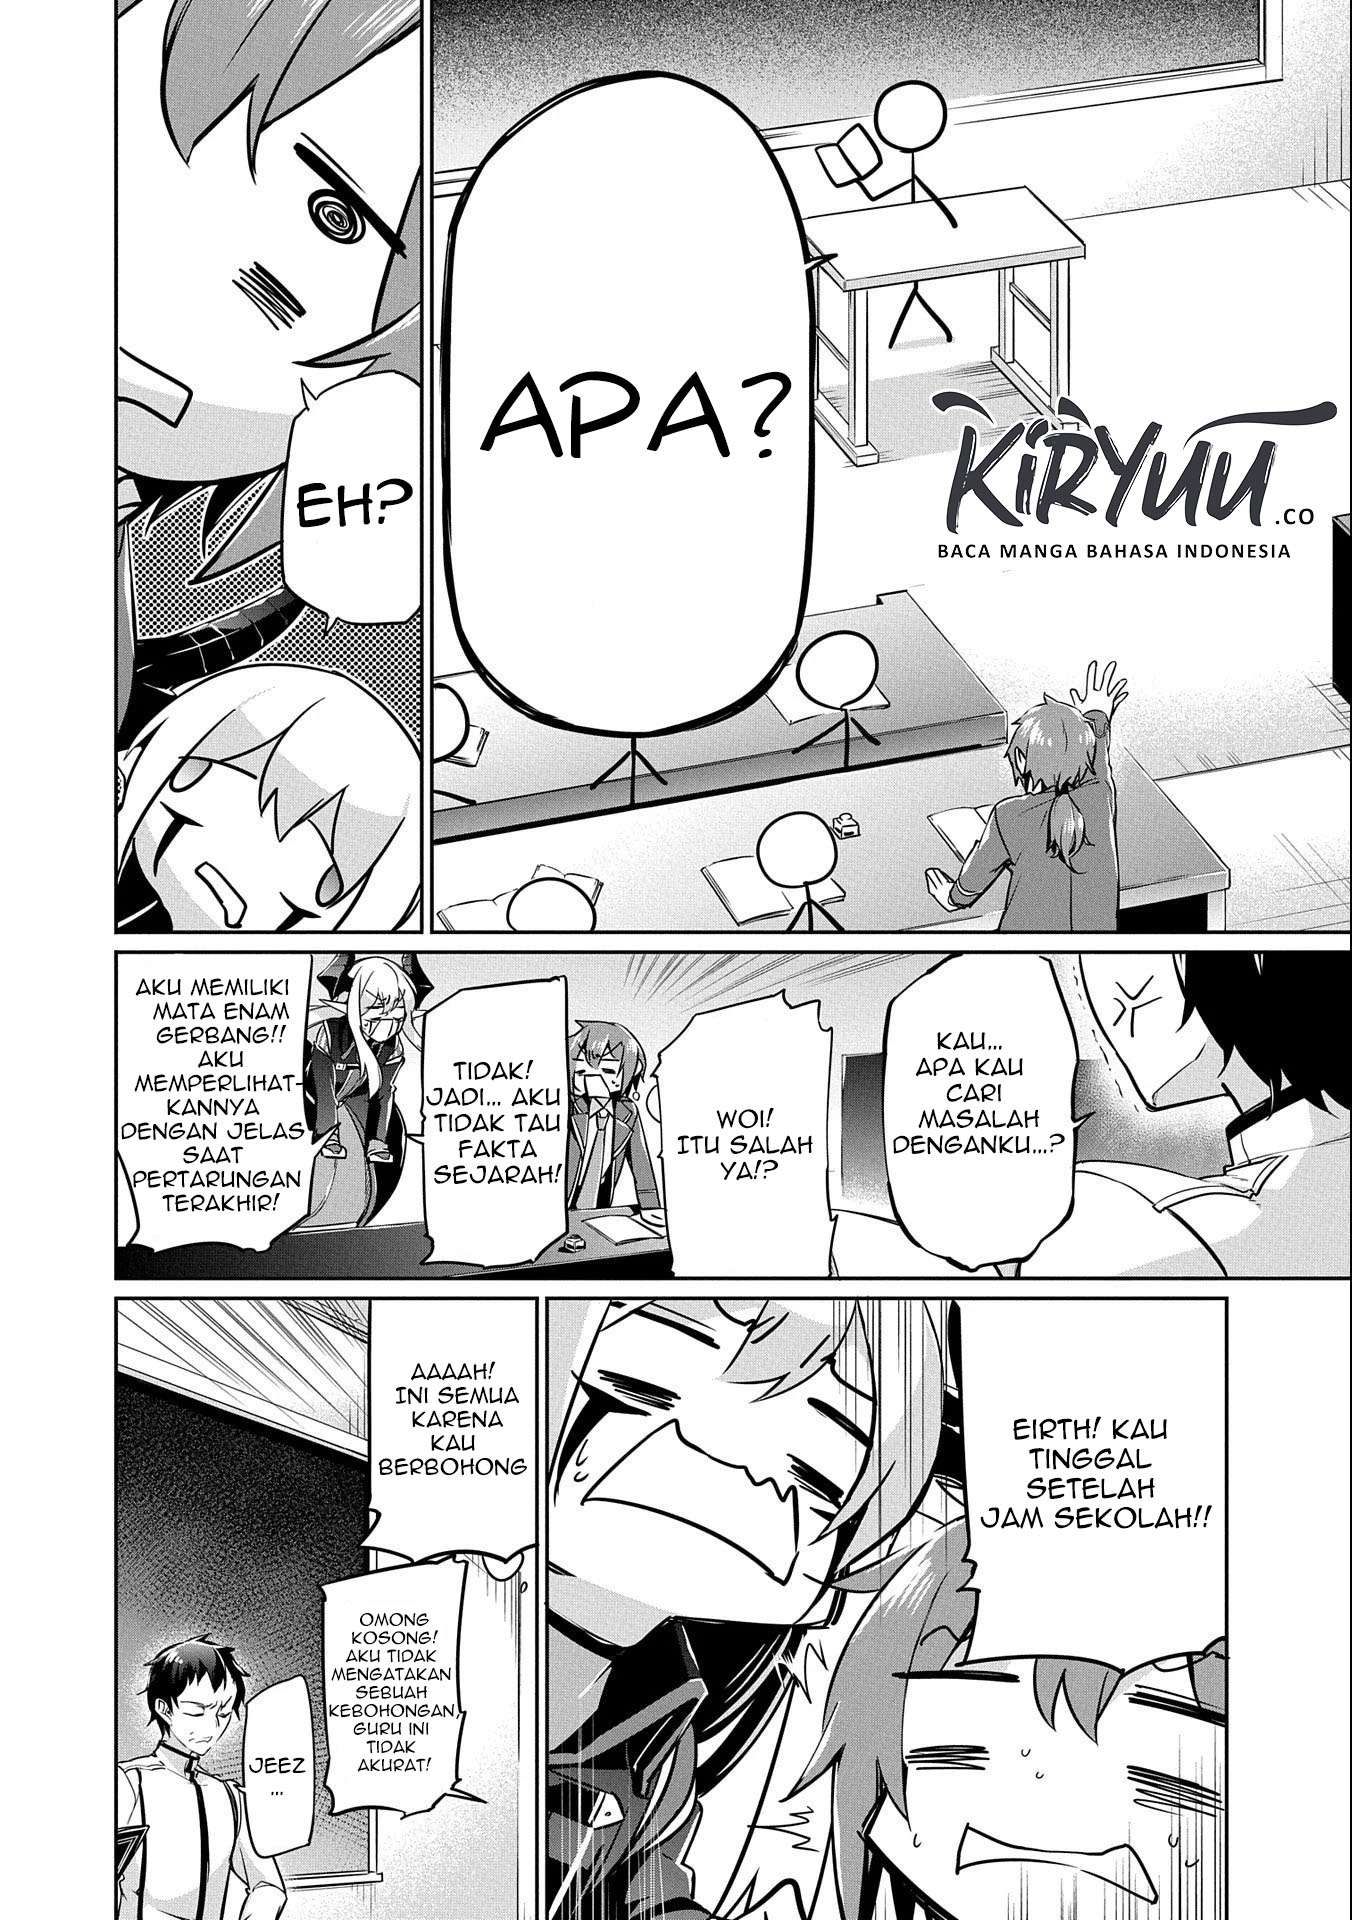 APA?
EH?
KIRYUU.CO
BACA MANGA BAHASA INDONESIA
KAU...
APA KAU
CARI
MASALAH
DENGANKU...?
WOI!
ITU SALAH
YA!?
TIDAK!
JADI... AKU
TIDAK TAU
FAKTA
SEJARAH!
AKU MEMILIKI
MATA ENAM
GERBANG!!
AKU
MEMPERLIHAT-
KANNYA
DENGAN JELAS
SAAT
PERTARUNGAN
TERAKHIR!
EIRTH! KAU
TINGGAL
SETELAH
JAM SEKOLAH!!
AAAAH!
INI SEMUA
KARENA
KAU
BERBOHONG
OMONG
KOSONG!
AKU TIDAK
MENGATAKAN
SEBUAH
KEBOHONGAN,
GURU INI
TIDAK
AKURAT!
JEEZ
...